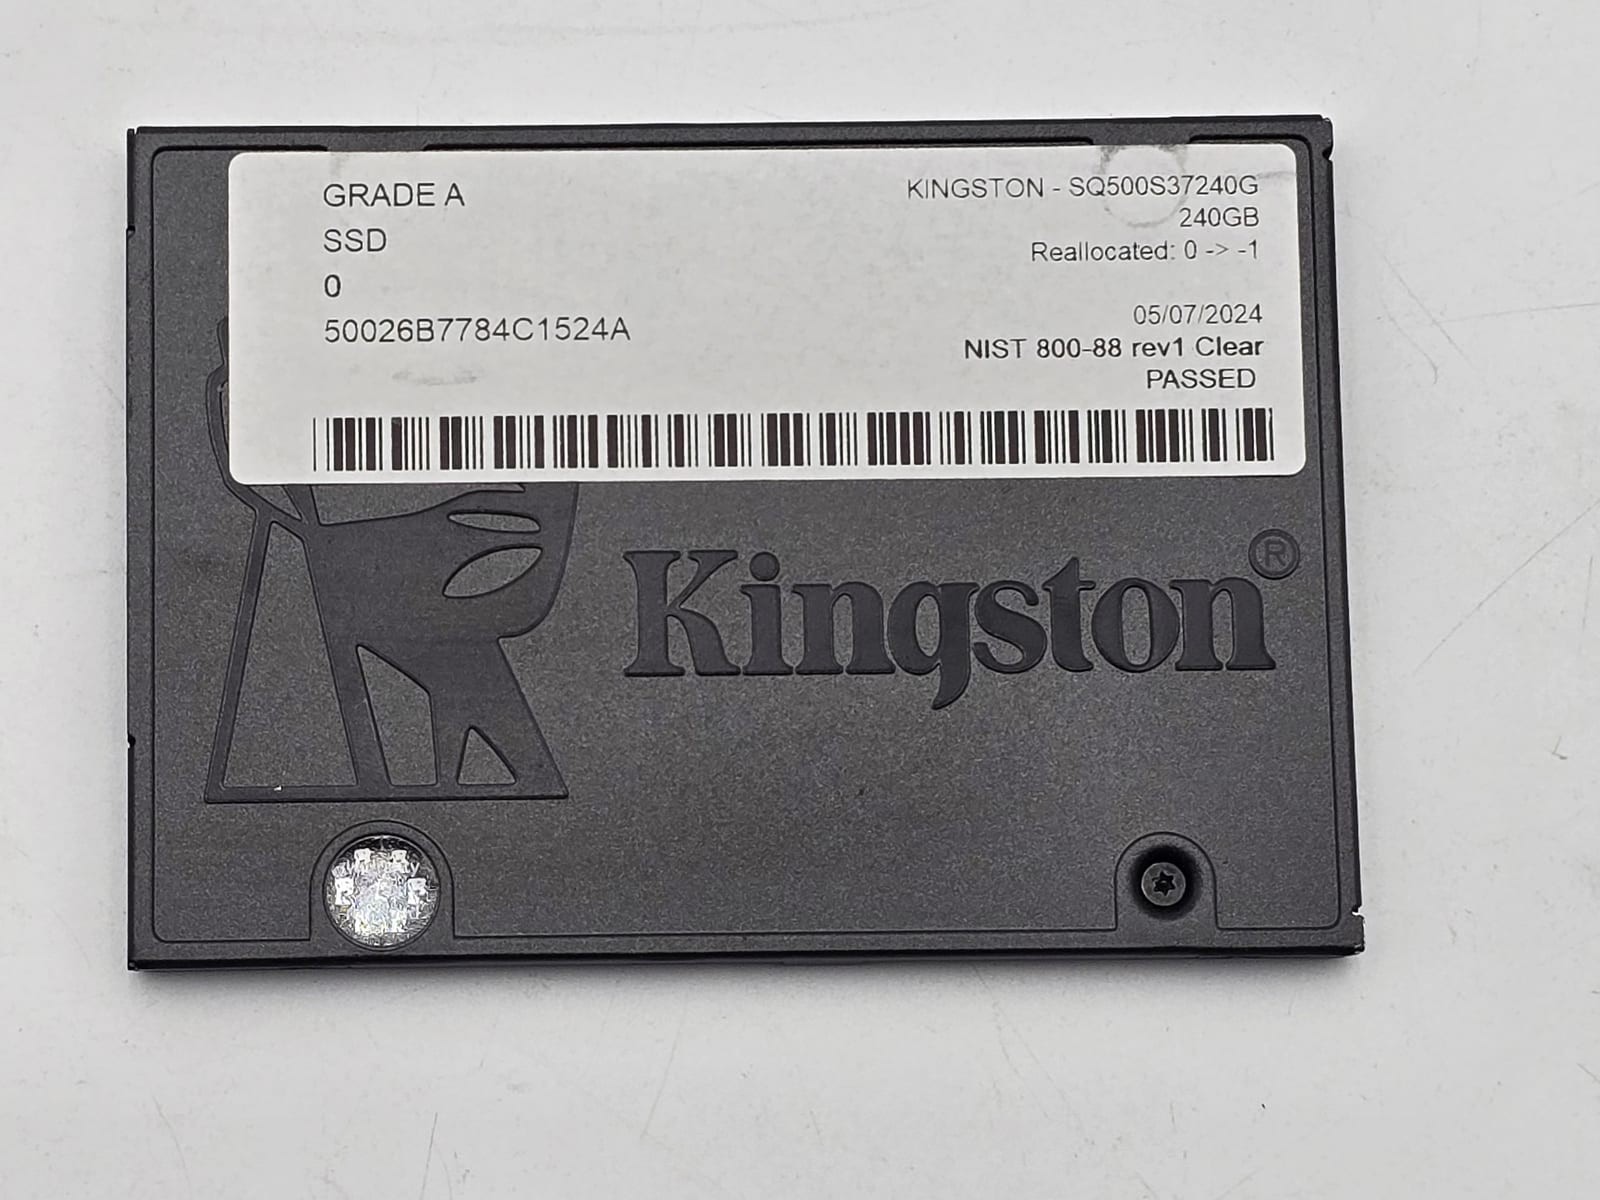 GRADE A
SSD
0
50026B7784C1524A
KINGSTON - SQ500S37240G
240GB
Reallocated: 0 -> -1
05/07/2024
NIST 800-88 rev1 Clear
PASSED
Kingston®